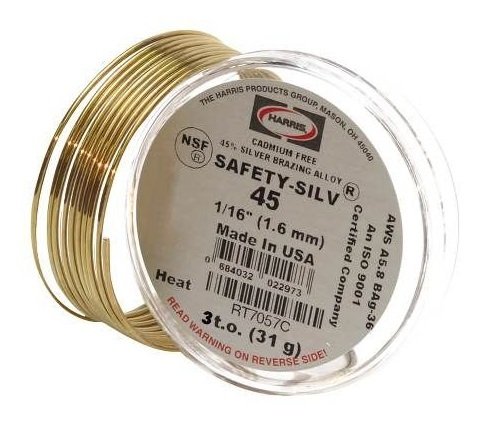 THE HARRIS PRODUCTS GROUP, MASON, OH 45040
HARRIS
CADMIUM FREE
45% SILVER BRAZING ALLOY
NSF ®
SAFETY-SILV ®
45
1/16" (1.6 mm)
Made In USA
0 684032 022973
AWS A5.8 BAg-36
An ISO 9001
Certified Company
Heat RT7057C
3t.o. (31 g)
READ WARNING ON REVERSE SIDE!